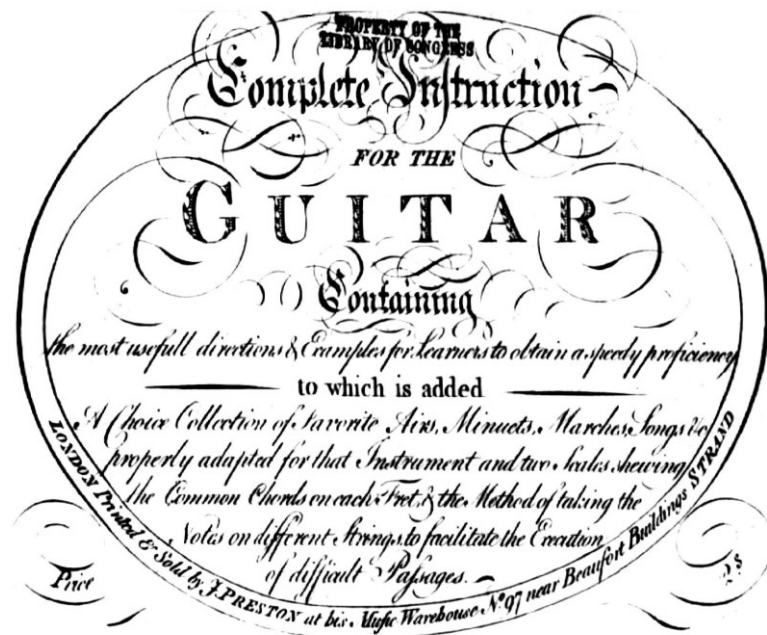 PROPERTY OF THE
LIBRARY OF CONGRESS
Complete Instruction
FOR THE
GUITAR
Containing
the most usefull directions & Examples for Learners to obtain a speedy proficiency
to which is added
A Choice Collection of Favorite Airs, Minuets, Marches, Songs &c
properly adapted for that Instrument and two Scales shewing
the Common Chords on each Fret, & the Method of taking the
Notes on different Strings, to facilitate the Execution
of difficult Paſsages.
LONDON Printed & Sold by J. PRESTON at his Muſic Warehouse No. 97 near Beaufort Buildings STRAND
Price
2s